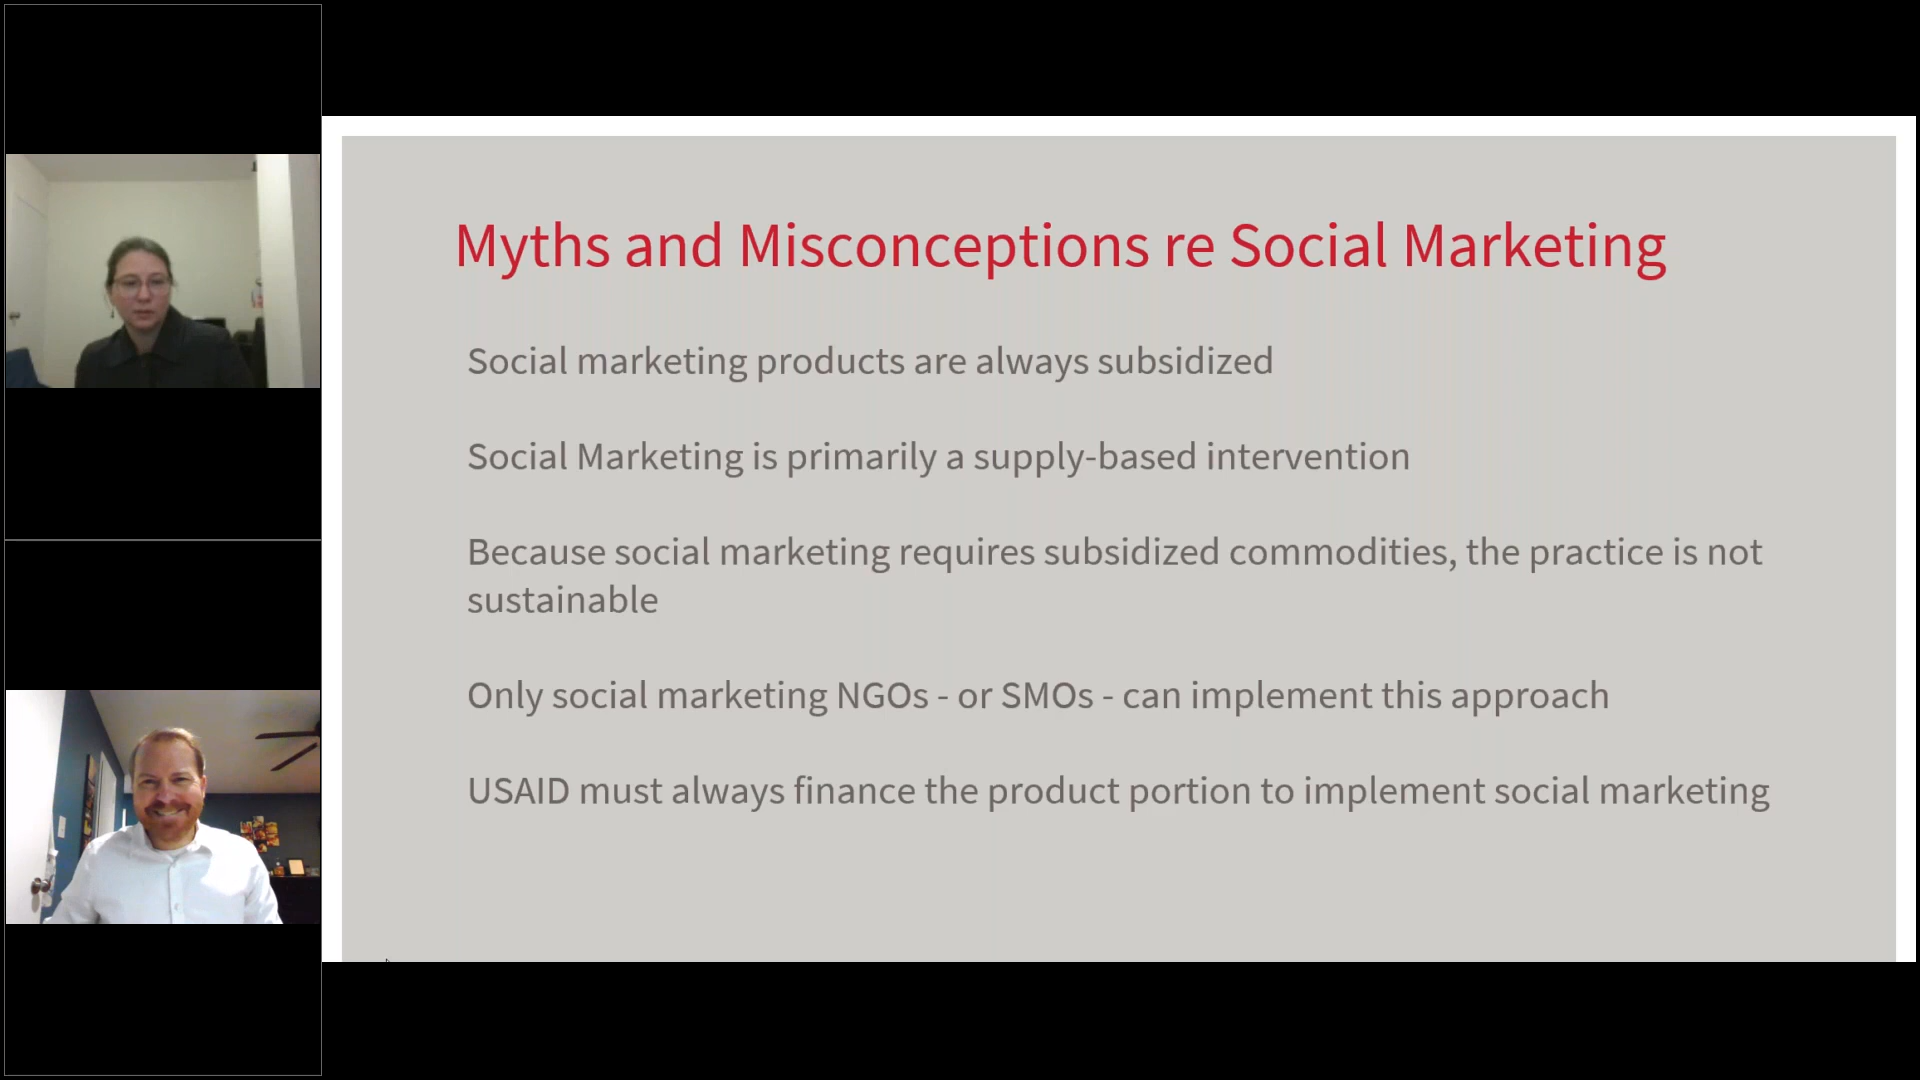 Myths and Misconceptions re Social Marketing
Social marketing products are always subsidized
Social Marketing is primarily a supply-based intervention
Because social marketing requires subsidized commodities, the practice is not
sustainable
Only social marketing NGOs - or SMOs - can implement this approach
USAID must always finance the product portion to implement social marketing